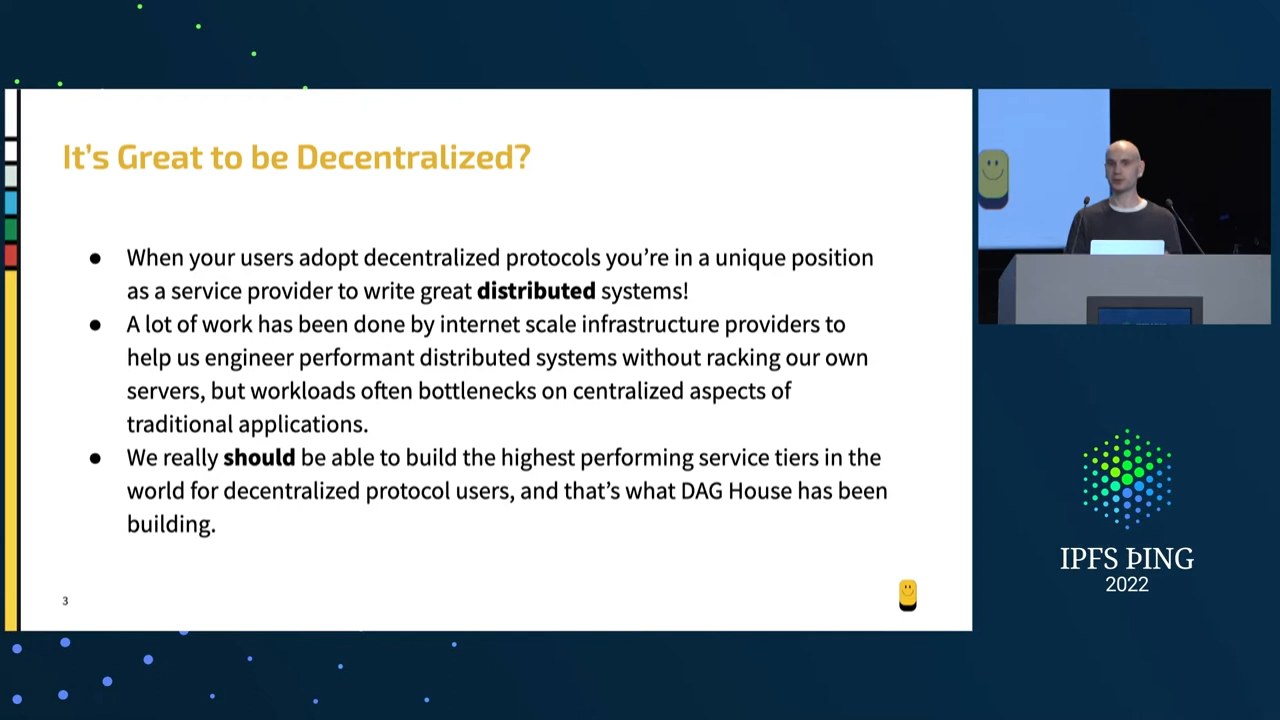 It's Great to be Decentralized?
● When your users adopt decentralized protocols you're in a unique position
as a service provider to write great distributed systems!
● A lot of work has been done by internet scale infrastructure providers to
help us engineer performant distributed systems without racking our own
servers, but workloads often bottlenecks on centralized aspects of
traditional applications.
● We really should be able to build the highest performing service tiers in the
world for decentralized protocol users, and that's what DAG House has been
building.
3
IPFS ÞING
2022